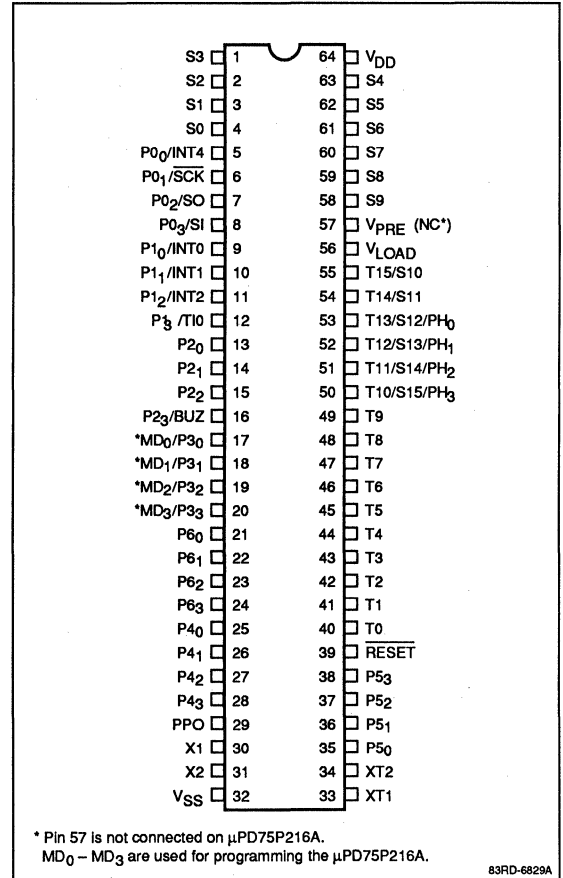 S3 1 64 VDD
S2 2 63 S4
S1 3 62 S5
S0 4 61 S6
P00/INT4 5 60 S7
P01/SCK 6 59 S8
P02/SO 7 58 S9
P03/SI 8 57 VPRE (NC*)
P10/INT0 9 56 VLOAD
P11/INT1 10 55 T15/S10
P12/INT2 11 54 T14/S11
P13 /TI0 12 53 T13/S12/PH0
P20 13 52 T12/S13/PH1
P21 14 51 T11/S14/PH2
P22 15 50 T10/S15/PH3
P23/BUZ 16 49 T9
*MD0/P30 17 48 T8
*MD1/P31 18 47 T7
*MD2/P32 19 46 T6
*MD3/P33 20 45 T5
P60 21 44 T4
P61 22 43 T3
P62 23 42 T2
P63 24 41 T1
P40 25 40 T0
P41 26 39 RESET
P42 27 38 P53
P43 28 37 P52
PPO 29 36 P51
X1 30 35 P50
X2 31 34 XT2
VSS 32 33 XT1
* Pin 57 is not connected on µPD75P216A.
MD0 – MD3 are used for programming the µPD75P216A.
83RD-6829A